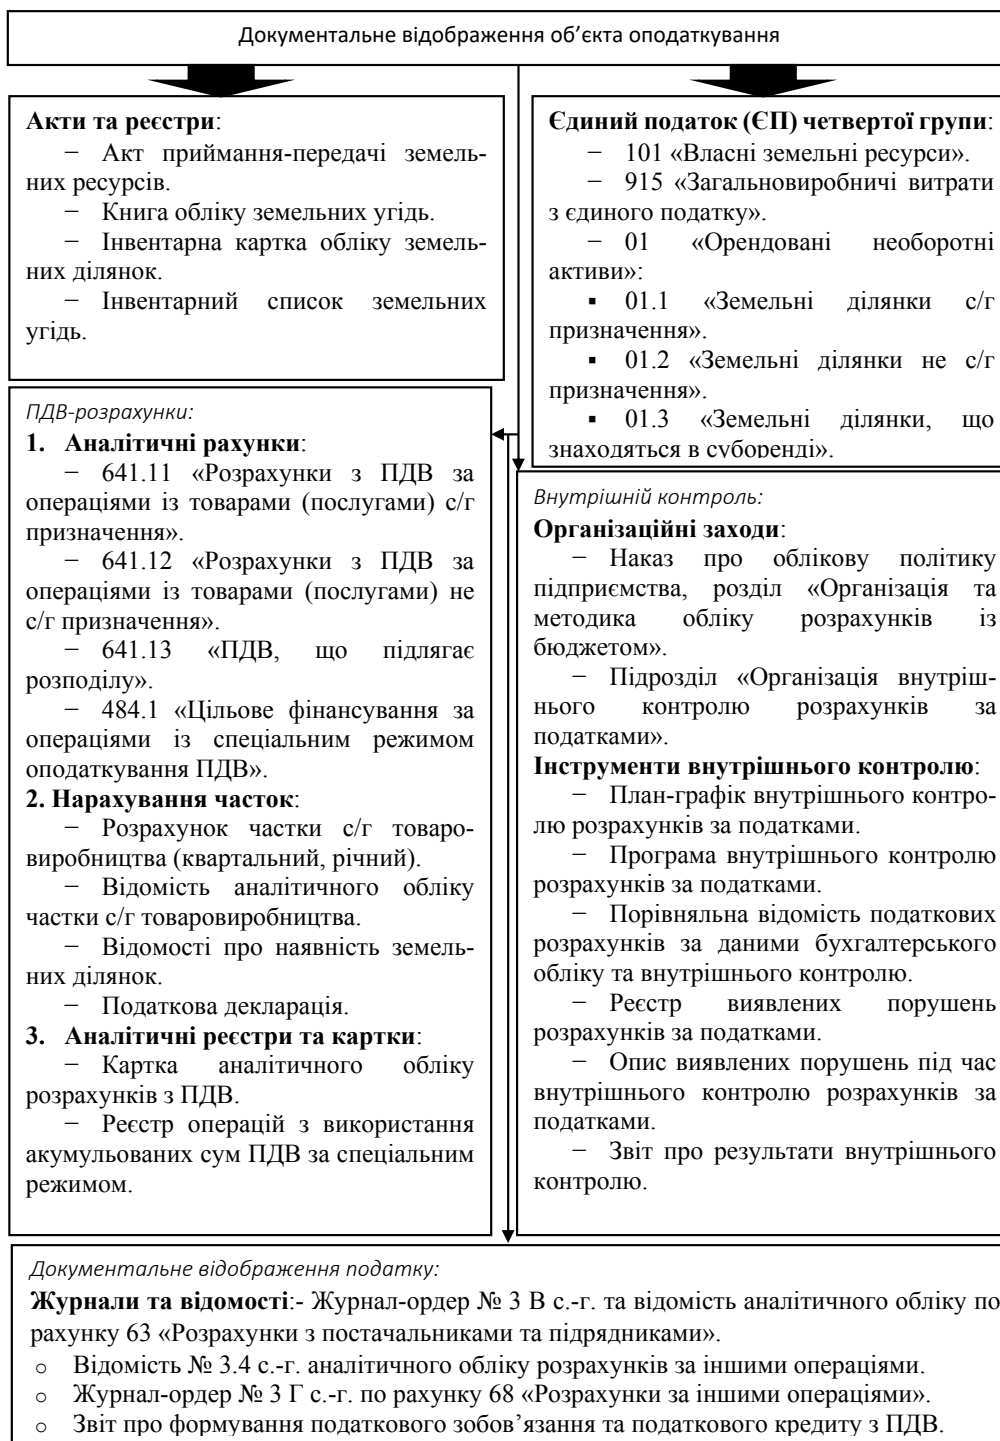 Документальне відображення об’єкта оподаткування
Акти та реєстри:
− Акт приймання-передачі земель-
них ресурсів.
− Книга обліку земельних угідь.
− Інвентарна картка обліку земель-
них ділянок.
− Інвентарний список земельних
угідь.
Єдиний податок (ЄП) четвертої групи:
− 101 «Власні земельні ресурси».
− 915 «Загальновиробничі витрати
з єдиного податку».
− 01 «Орендовані необоротні
активи»:
▪ 01.1 «Земельні ділянки с/г
призначення».
▪ 01.2 «Земельні ділянки не с/г
призначення».
▪ 01.3 «Земельні ділянки, що
знаходяться в суборенді».
ПДВ-розрахунки:
1. Аналітичні рахунки:
− 641.11 «Розрахунки з ПДВ за
операціями із товарами (послугами) с/г
призначення».
− 641.12 «Розрахунки з ПДВ за
операціями із товарами (послугами) не
с/г призначення».
− 641.13 «ПДВ, що підлягає
розподілу».
− 484.1 «Цільове фінансування за
операціями із спеціальним режимом
оподаткування ПДВ».
2. Нарахування часток:
− Розрахунок частки с/г товаро-
виробництва (квартальний, річний).
− Відомість аналітичного обліку
частки с/г товаровиробництва.
− Відомості про наявність земель-
них ділянок.
− Податкова декларація.
3. Аналітичні реєстри та картки:
− Картка аналітичного обліку
розрахунків з ПДВ.
− Реєстр операцій з використання
акумульованих сум ПДВ за спеціальним
режимом.
Внутрішній контроль:
Організаційні заходи:
− Наказ про облікову політику
підприємства, розділ «Організація та
методика обліку розрахунків із
бюджетом».
− Підрозділ «Організація внутріш-
нього контролю розрахунків за
податками».
Інструменти внутрішнього контролю:
− План-графік внутрішнього контро-
лю розрахунків за податками.
− Програма внутрішнього контролю
розрахунків за податками.
− Порівняльна відомість податкових
розрахунків за даними бухгалтерського
обліку та внутрішнього контролю.
− Реєстр виявлених порушень
розрахунків за податками.
− Опис виявлених порушень під час
внутрішнього контролю розрахунків за
податками.
− Звіт про результати внутрішнього
контролю.
Документальне відображення податку:
Журнали та відомості:- Журнал-ордер № 3 В с.-г. та відомість аналітичного обліку по
рахунку 63 «Розрахунки з постачальниками та підрядниками».
o Відомість № 3.4 с.-г. аналітичного обліку розрахунків за іншими операціями.
o Журнал-ордер № 3 Г с.-г. по рахунку 68 «Розрахунки за іншими операціями».
o Звіт про формування податкового зобов’язання та податкового кредиту з ПДВ.